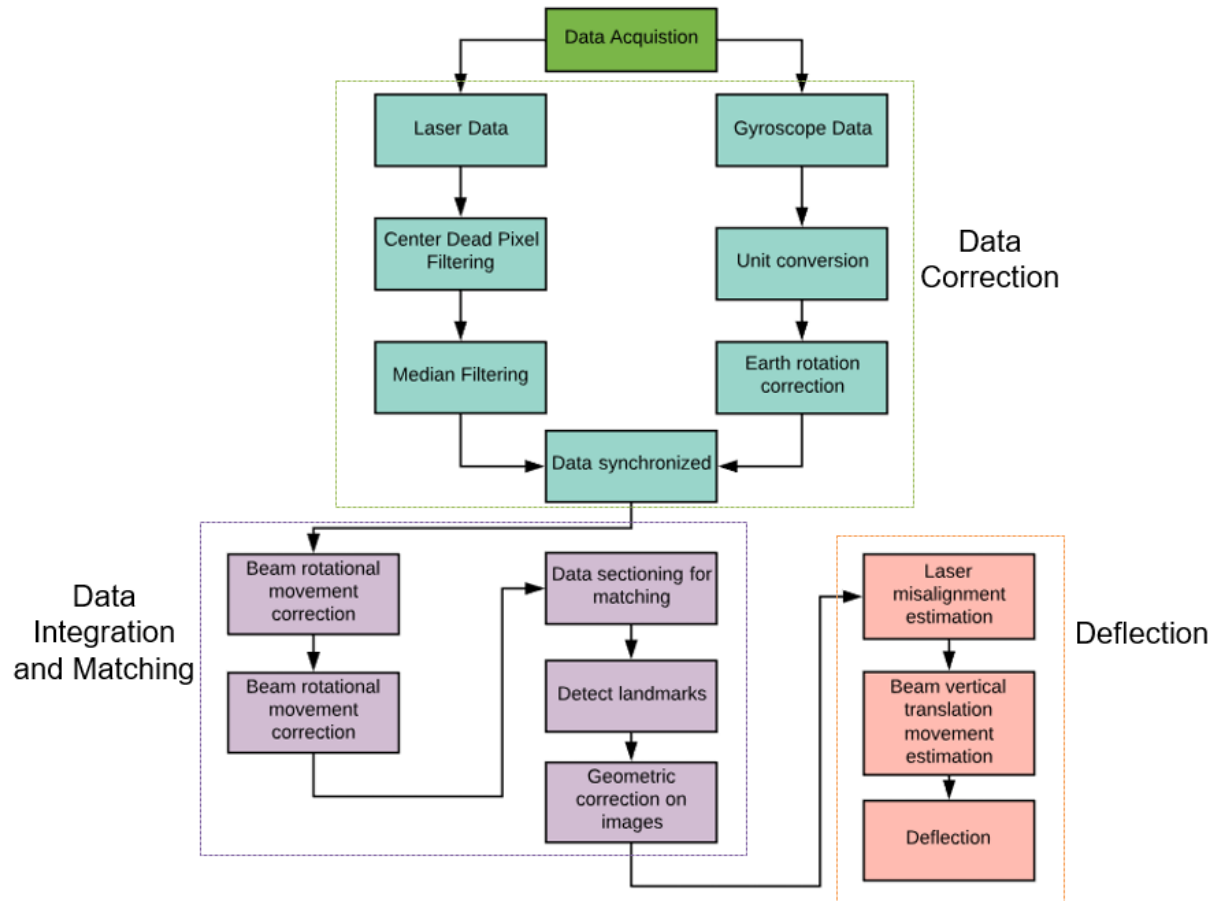 Data Acquistion
Laser Data
Gyroscope Data
Center Dead Pixel
Filtering
Unit conversion
Data
Correction
Median Filtering
Earth rotation
correction
Data synchronized
Data
Integration
and Matching
Beam rotational
movement
correction
Beam rotational
movement
correction
Data sectioning for
matching
Detect landmarks
Geometric
correction on
images
Laser
misalignment
estimation
Deflection
Beam vertical
translation
movement
estimation
Deflection